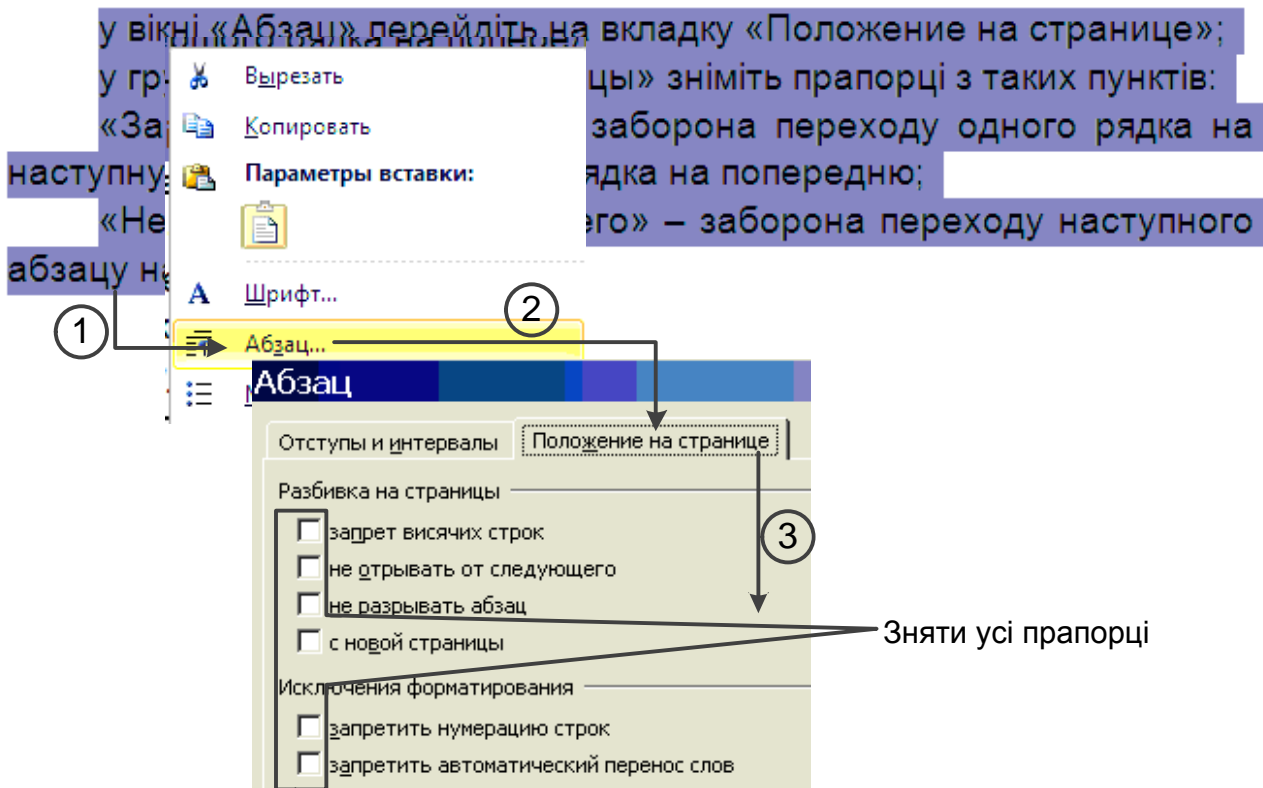 у вікні «Абзац» перейдіть на вкладку «Положение на странице»;
у гру цы» зніміть прапорці з таких пунктів:
«За заборона переходу одного рядка на
наступну рядка на попередню;
«Не его» – заборона переходу наступного
абзацу на
Вырезать
Копировать
Параметры вставки:
Шрифт...
2
1
Абзац...
Абзац
Отступы и интервалы Положение на странице
Разбивка на страницы
запрет висячих строк
3
не отрывать от следующего
не разрывать абзац
Зняти усі прапорці
с новой страницы
Исключения форматирования
запретить нумерацию строк
запретить автоматический перенос слов